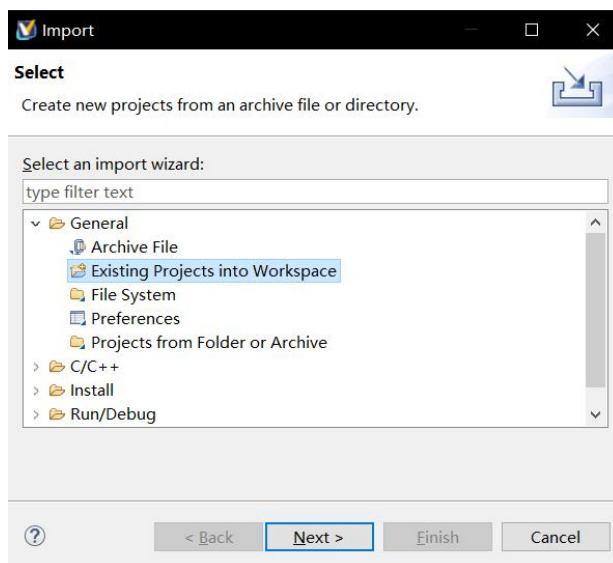 Import
Select
Create new projects from an archive file or directory.
Select an import wizard:
type filter text
General
Archive File
Existing Projects into Workspace
File System
Preferences
Projects from Folder or Archive
C/C++
Install
Run/Debug
? < Back Next > Finish Cancel